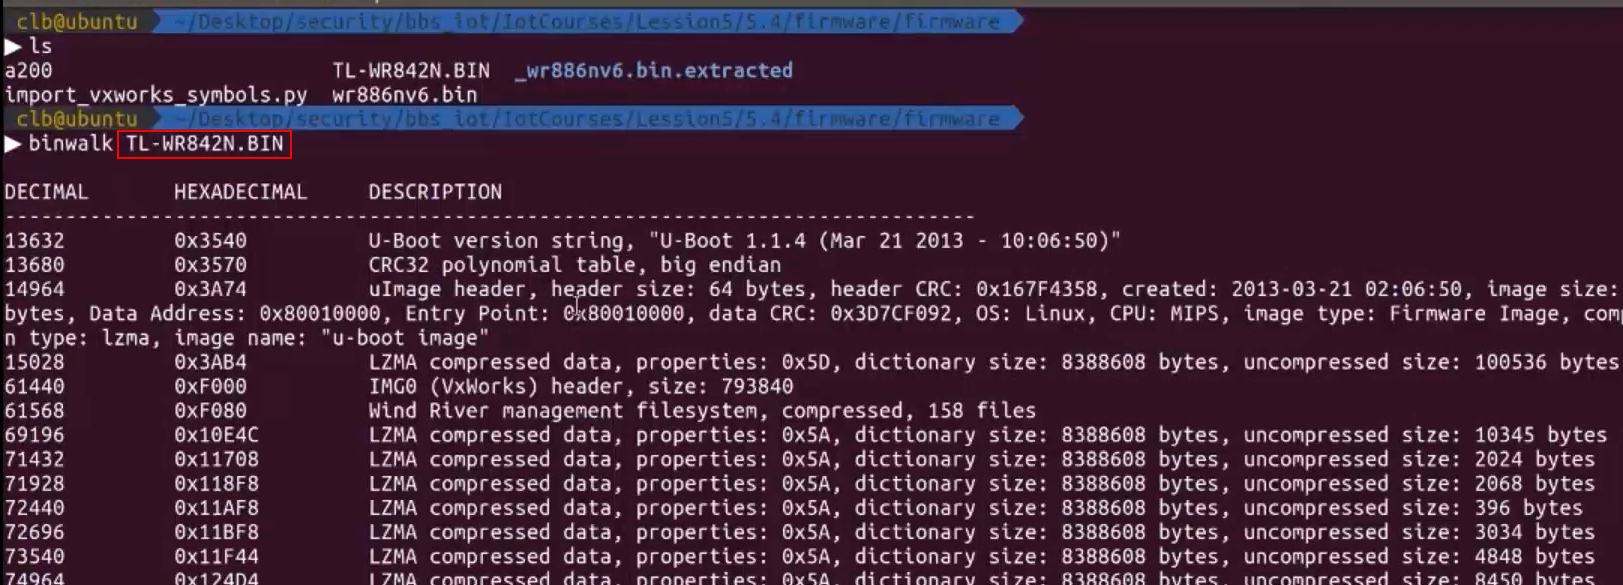 clb@ubuntu ~/Desktop/security/bbs_iot/IotCourses/Lession5/5.4/firmware/firmware
▶ ls
a200 TL-WR842N.BIN _wr886nv6.bin.extracted
import_vxworks_symbols.py wr886nv6.bin
clb@ubuntu ~/Desktop/security/bbs_iot/IotCourses/Lession5/5.4/firmware/firmware
▶ binwalk TL-WR842N.BIN
DECIMAL HEXADECIMAL DESCRIPTION
--------------------------------------------------------------------------------
13632 0x3540 U-Boot version string, "U-Boot 1.1.4 (Mar 21 2013 - 10:06:50)"
13680 0x3570 CRC32 polynomial table, big endian
14964 0x3A74 uImage header, header size: 64 bytes, header CRC: 0x167F4358, created: 2013-03-21 02:06:50, image size:
bytes, Data Address: 0x80010000, Entry Point: 0x80010000, data CRC: 0x3D7CF092, OS: Linux, CPU: MIPS, image type: Firmware Image, com
n type: lzma, image name: "u-boot image"
15028 0x3AB4 LZMA compressed data, properties: 0x5D, dictionary size: 8388608 bytes, uncompressed size: 100536 bytes
61440 0xF000 IMG0 (VxWorks) header, size: 793840
61568 0xF080 Wind River management filesystem, compressed, 158 files
69196 0x10E4C LZMA compressed data, properties: 0x5A, dictionary size: 8388608 bytes, uncompressed size: 10345 bytes
71432 0x11708 LZMA compressed data, properties: 0x5A, dictionary size: 8388608 bytes, uncompressed size: 2024 bytes
71928 0x118F8 LZMA compressed data, properties: 0x5A, dictionary size: 8388608 bytes, uncompressed size: 2068 bytes
72440 0x11AF8 LZMA compressed data, properties: 0x5A, dictionary size: 8388608 bytes, uncompressed size: 396 bytes
72696 0x11BF8 LZMA compressed data, properties: 0x5A, dictionary size: 8388608 bytes, uncompressed size: 3034 bytes
73540 0x11F44 LZMA compressed data, properties: 0x5A, dictionary size: 8388608 bytes, uncompressed size: 4848 bytes
74964 0x124D4 LZMA compressed data, properties: 0x5A, dictionary size: 8388608 bytes, uncompressed size: 8450 bytes